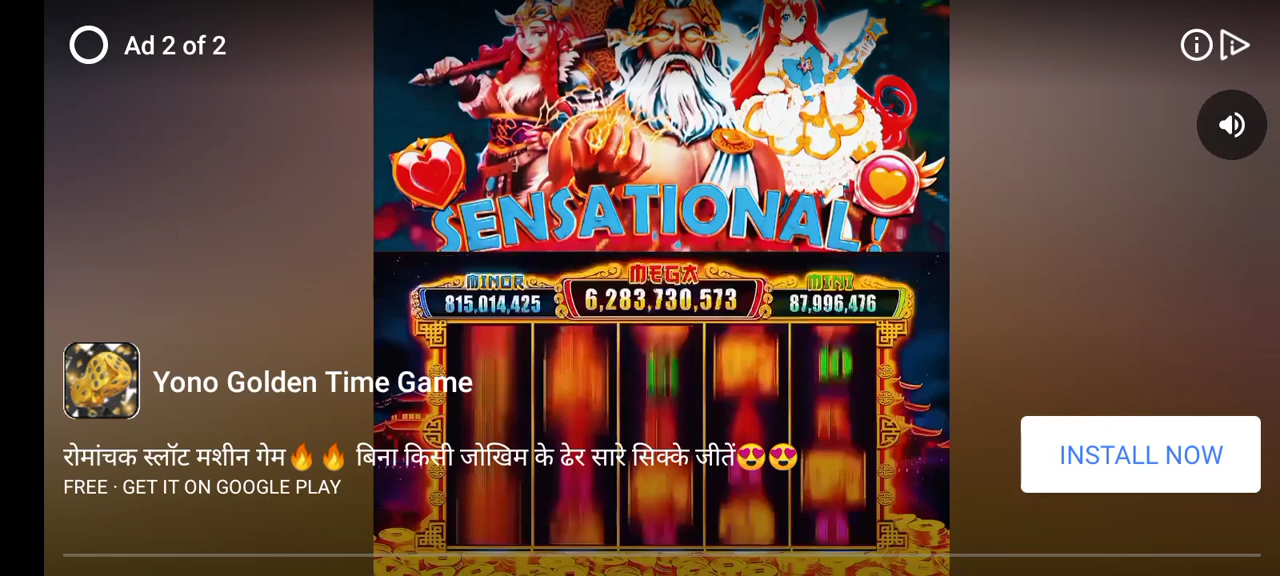 Ad 2 of 2
SENSATIONAL!
MINOR
MEGA
MINI
815,014,425
6,283,730,573
87,996,476
Yono Golden Time Game
रोमांचक स्लॉट मशीन गेम🔥🔥 बिना किसी जोखिम के ढेर सारे सिक्के जीतें😍😍
FREE · GET IT ON GOOGLE PLAY
INSTALL NOW